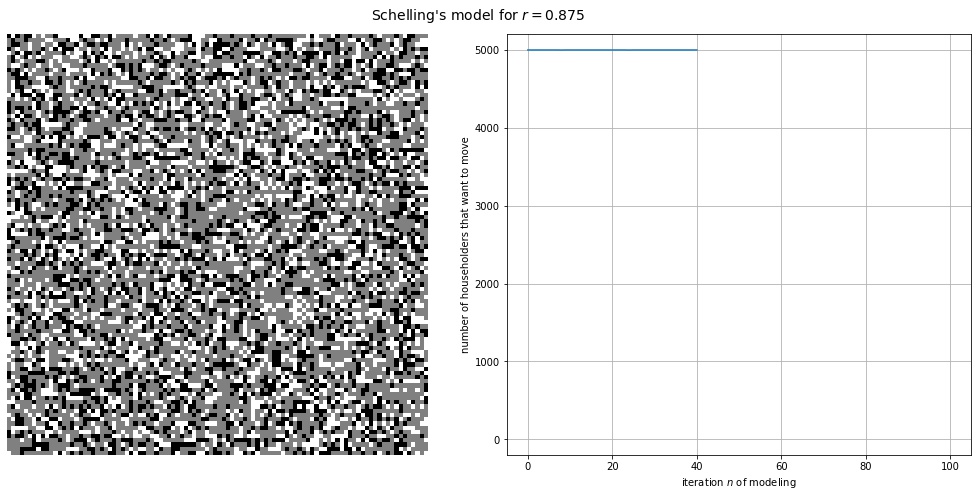 Schelling's model for r = 0.875
number of householders that want to move
5000
4000
3000
2000
1000
0
0 20 40 60 80 100
iteration n of modeling